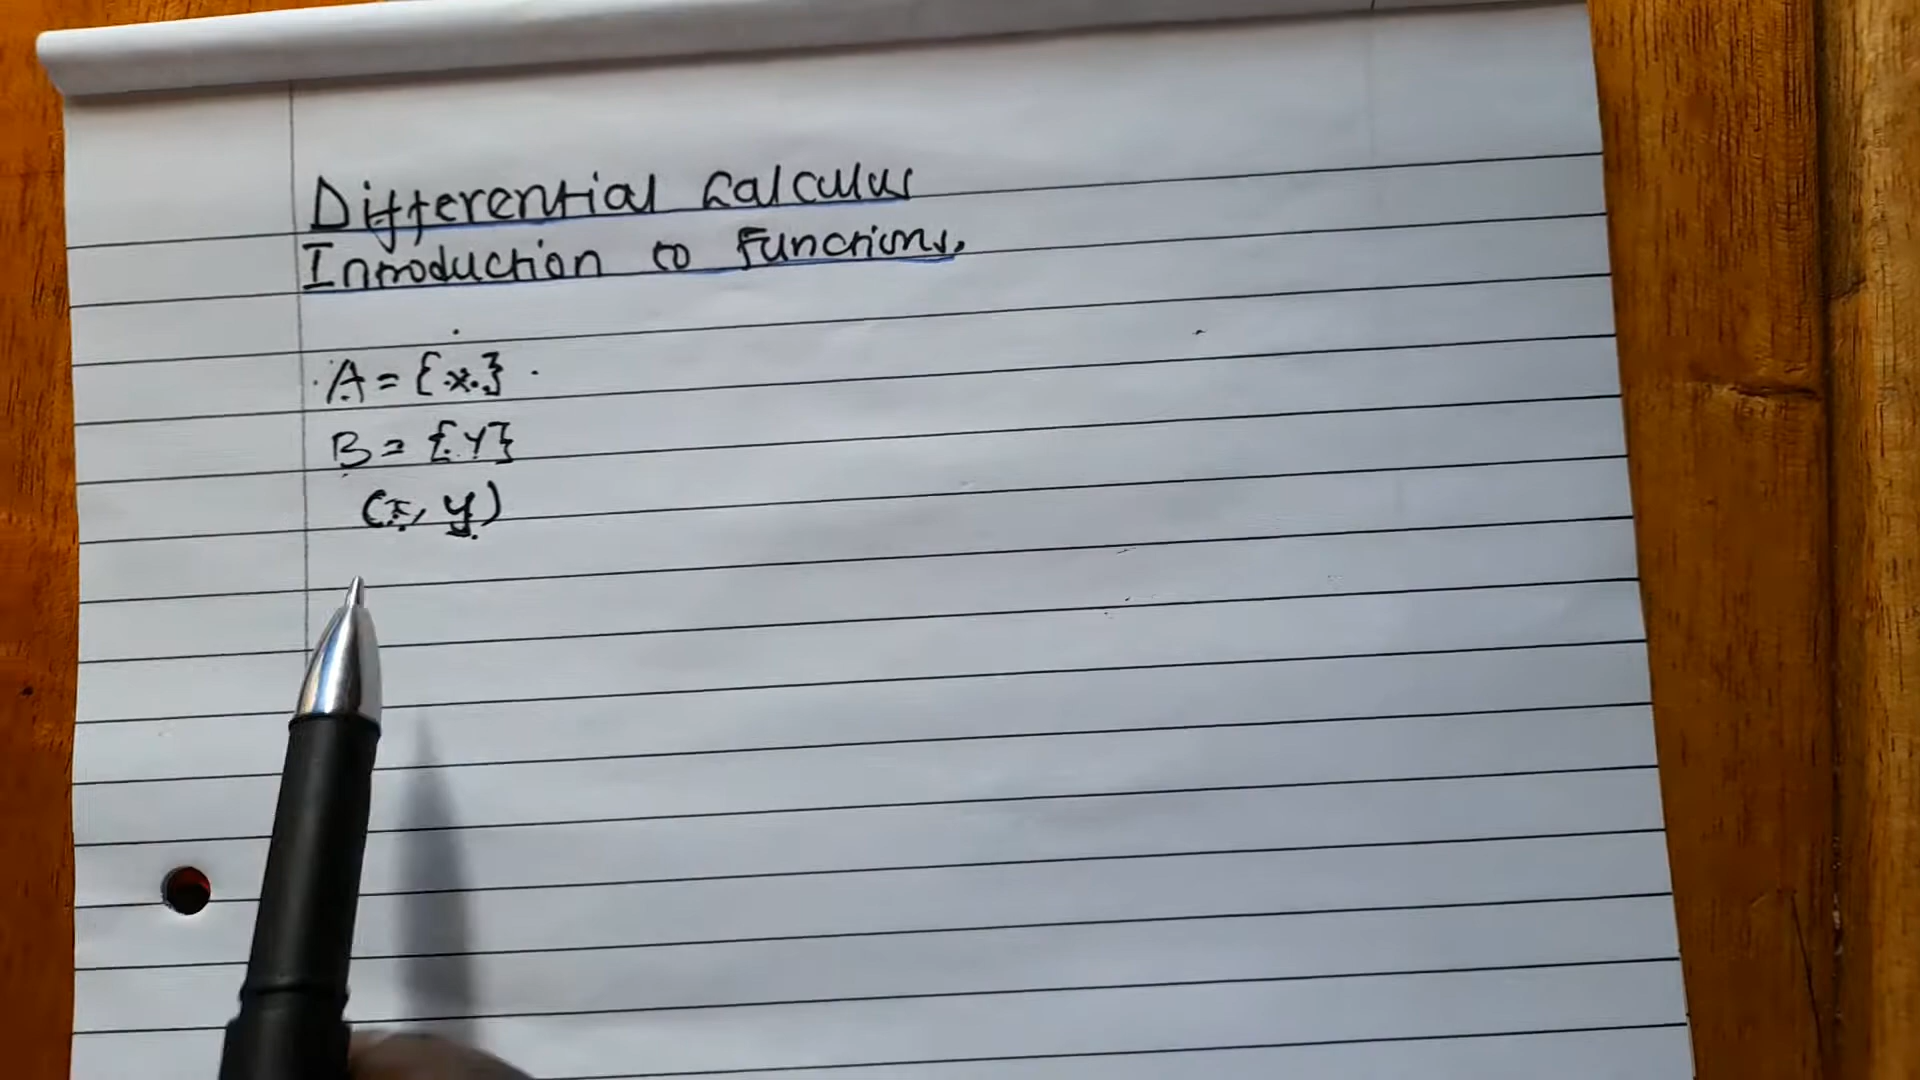 Differential Calculus
Introduction to Functions.
A = {x}
B = {Y}
(x, y)